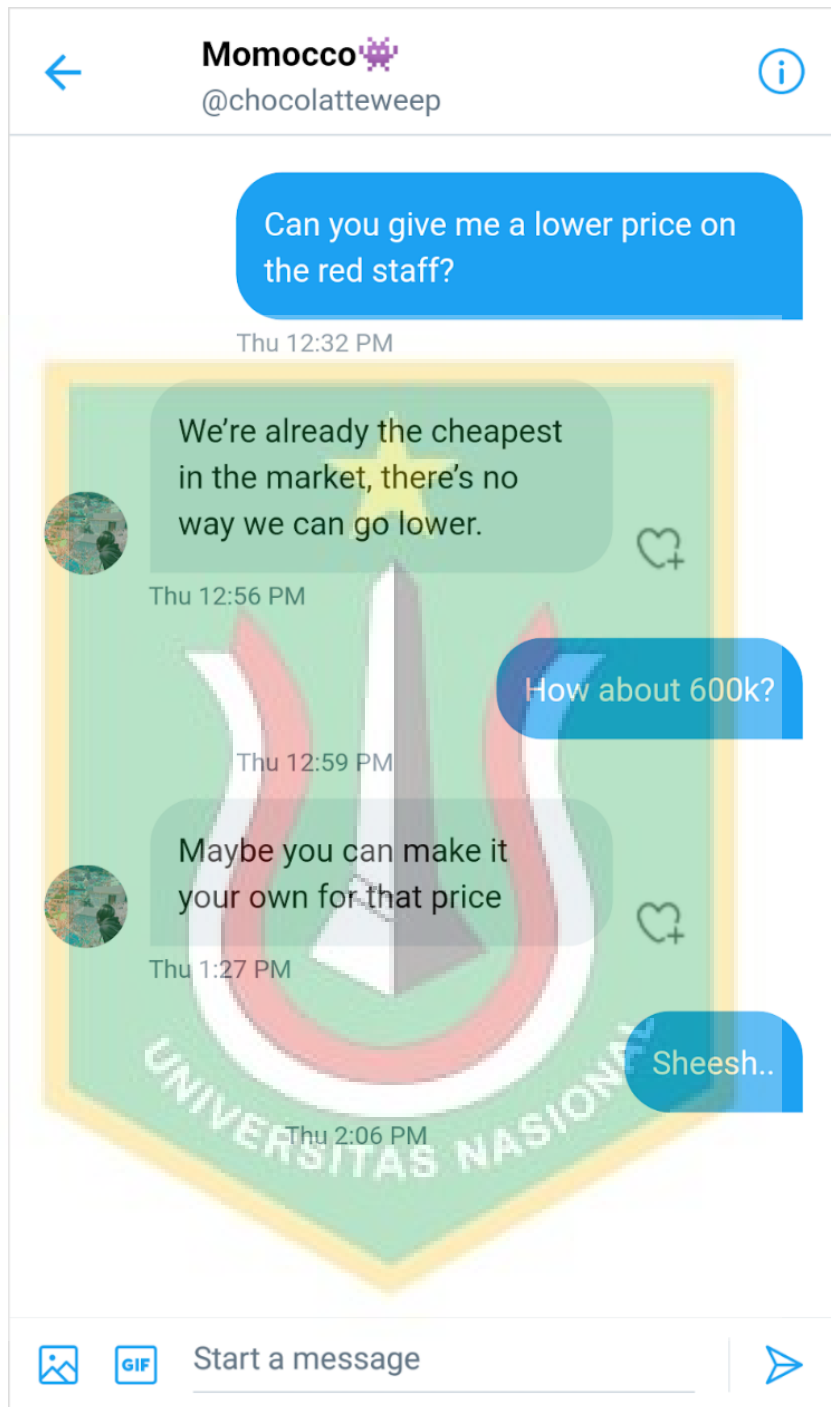 Momocco👾
@chocolatteweep
Can you give me a lower price on
the red staff?
Thu 12:32 PM
We’re already the cheapest
in the market, there’s no
way we can go lower.
Thu 12:56 PM
How about 600k?
Thu 12:59 PM
Maybe you can make it
your own for that price
Thu 1:27 PM
Sheesh..
Thu 2:06 PM
UNIVERSITAS NASIONAL
GIF
Start a message